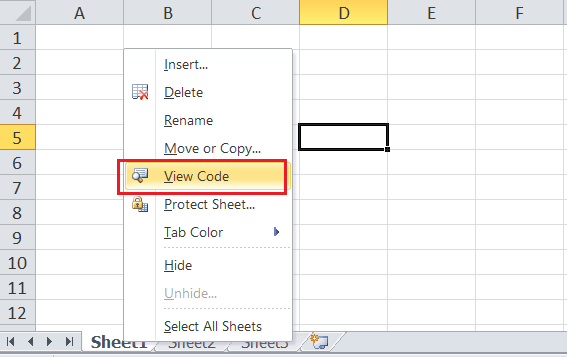 A B C D E F
1
2
3
4
5
6
7
8
9
10
11
12
Insert...
Delete
Rename
Move or Copy...
View Code
Protect Sheet...
Tab Color
Hide
Unhide...
Select All Sheets
Sheet1 Sheet2 Sheet3